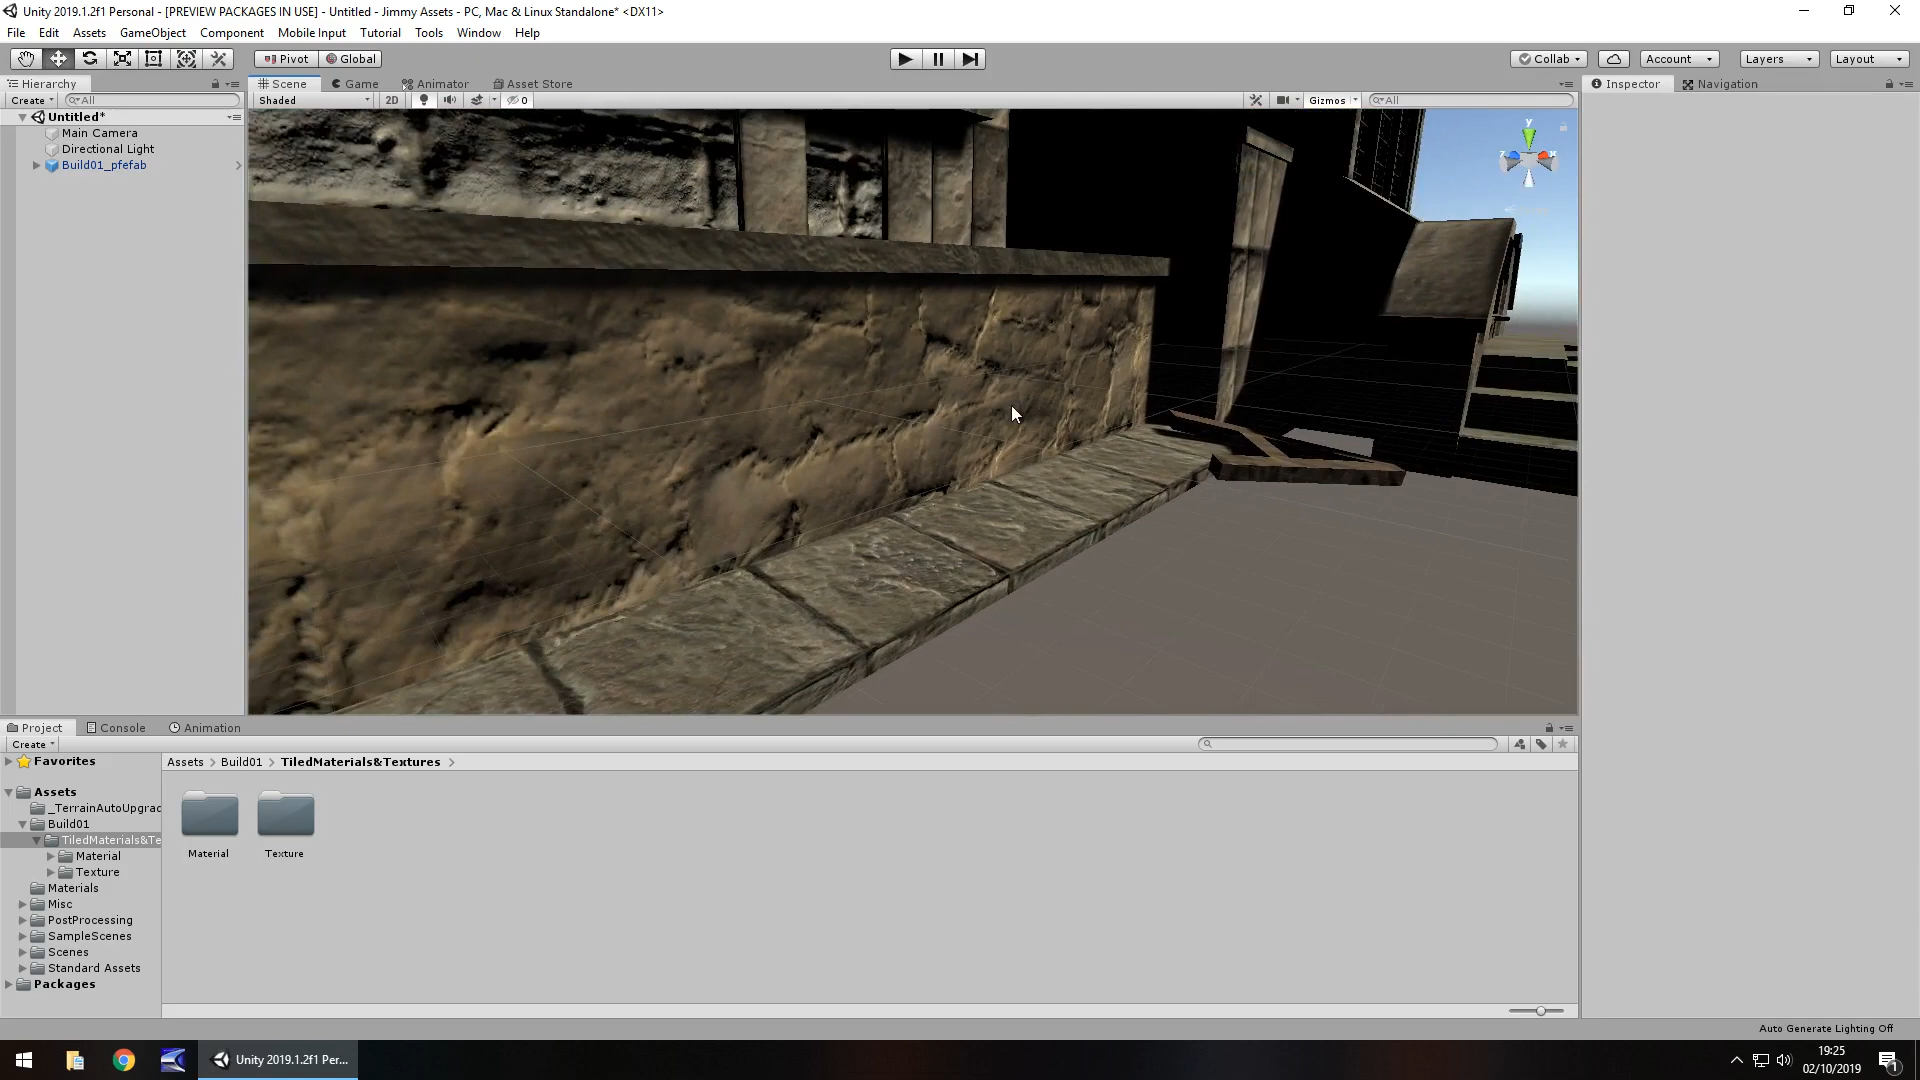 Unity 2019.1.2f1 Personal - [PREVIEW PACKAGES IN USE] - Untitled - Jimmy Assets - PC, Mac & Linux Standalone* <DX11>
File Edit Assets GameObject Component Mobile Input Tutorial Tools Window Help
Pivot Global Collab Account Layers Layout
Hierarchy Scene Game Animator Asset Store Inspector Navigation
Create All Shaded 2D 0 Gizmos All
Untitled*
Main Camera
Directional Light
Build01_pfefab
y
z x
Project Console Animation
Create
Favorites
Assets > Build01 > TiledMaterials&Textures >
Assets
_TerrainAutoUpgrad
Build01
TiledMaterials&Te
Material
Texture
Material Texture
Materials
Misc
PostProcessing
SampleScenes
Scenes
Standard Assets
Packages
Auto Generate Lighting Off
Unity 2019.1.2f1 Per...
19:25
02/10/2019
1